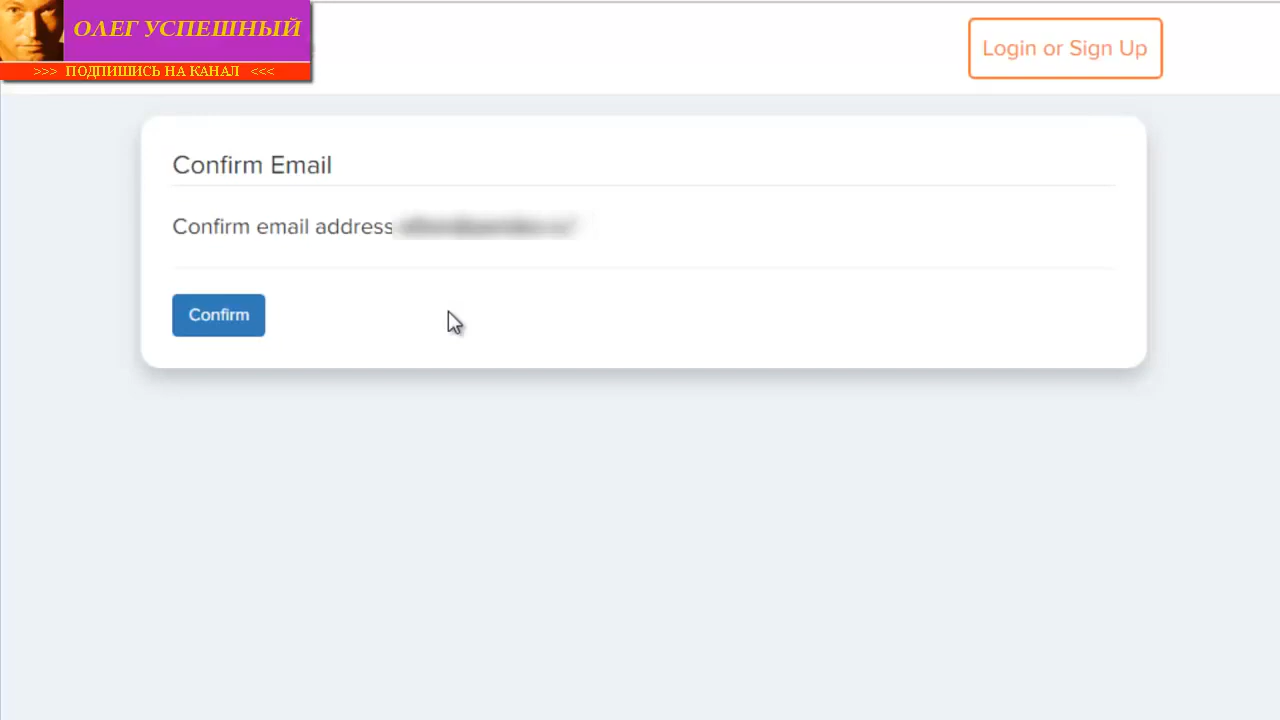 ОЛЕГ УСПЕШНЫЙ
>>> ПОДПИШИСЬ НА КАНАЛ <<<
Login or Sign Up
Confirm Email
Confirm email address
Confirm